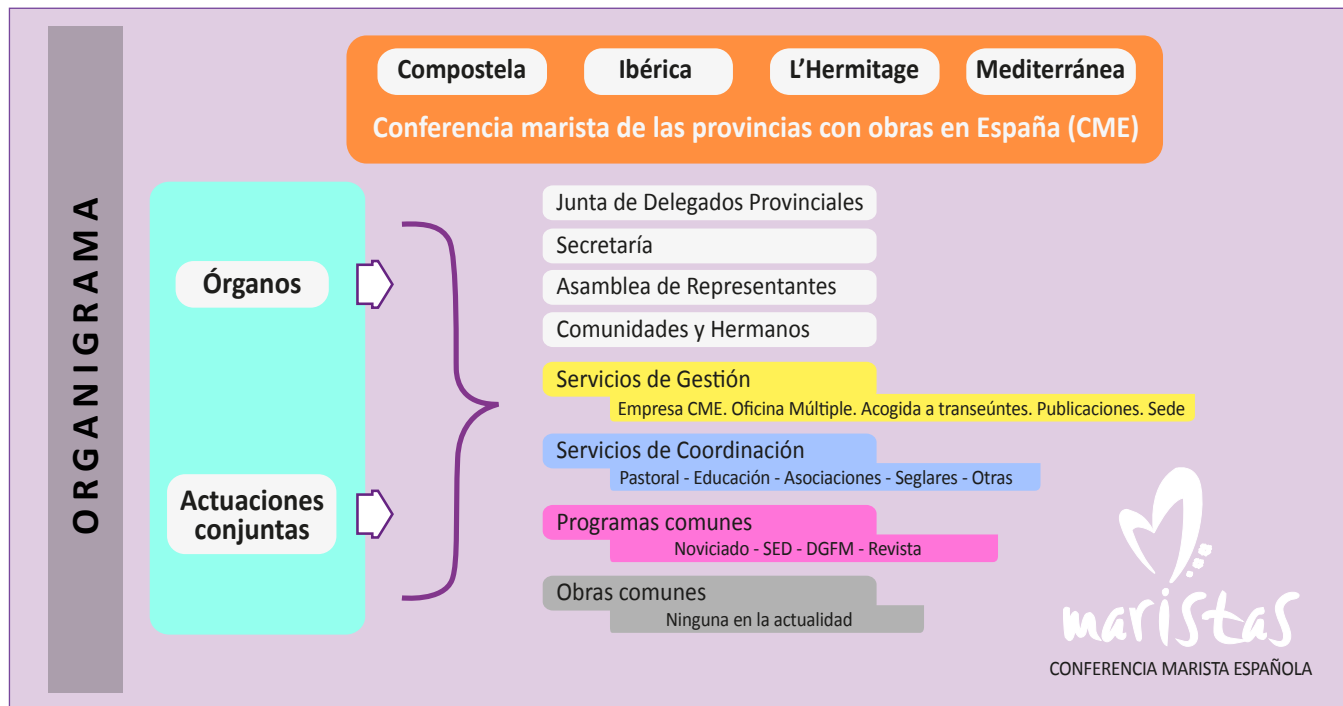 ORGANIGRAMA
Compostela
Ibérica
L’Hermitage
Mediterránea
Conferencia marista de las provincias con obras en España (CME)
Órganos
Actuaciones
conjuntas
Junta de Delegados Provinciales
Secretaría
Asamblea de Representantes
Comunidades y Hermanos
Servicios de Gestión
Empresa CME. Oficina Múltiple. Acogida a transeúntes. Publicaciones. Sede
Servicios de Coordinación
Pastoral - Educación - Asociaciones - Seglares - Otras
Programas comunes
Noviciado - SED - DGFM - Revista
Obras comunes
Ninguna en la actualidad
maristas
CONFERENCIA MARISTA ESPAÑOLA